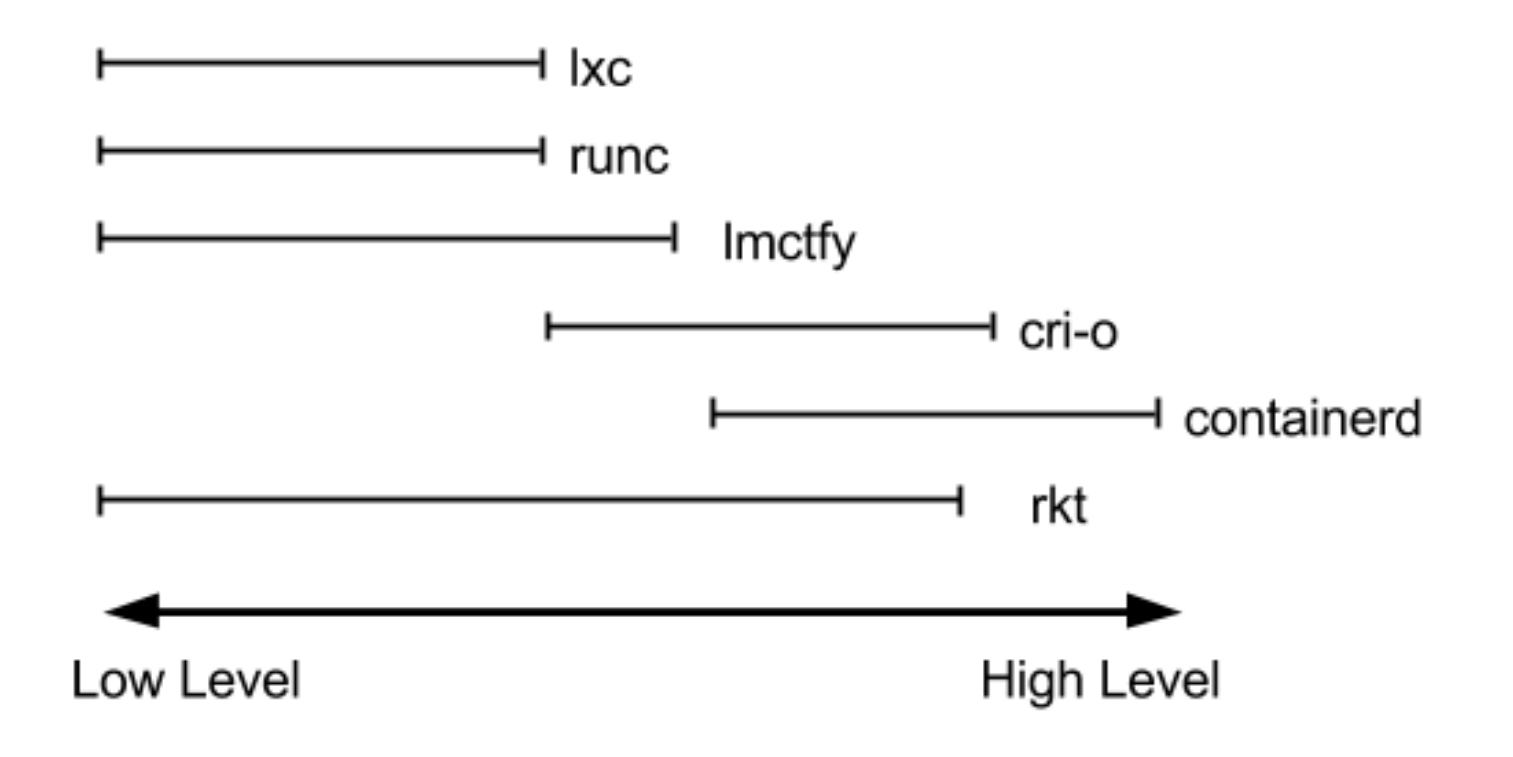 lxc
runc
lmctfy
cri-o
containerd
rkt
Low Level
High Level